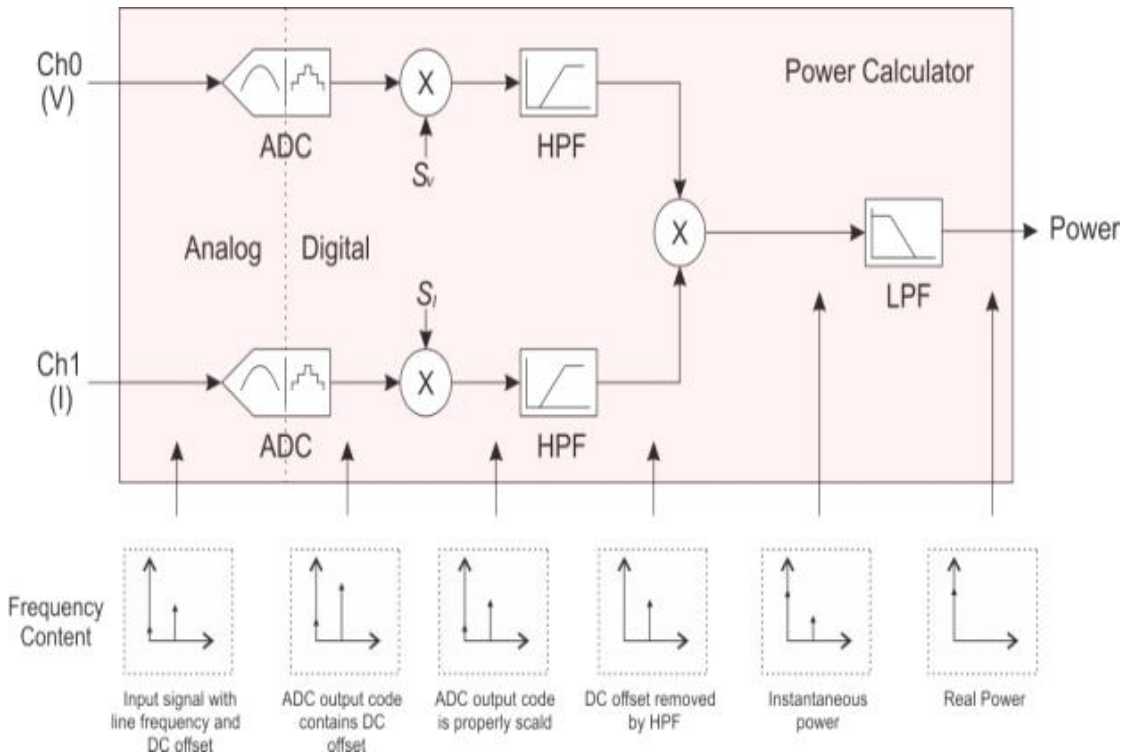 Ch0
(V)
ADC
X
Sv
HPF
Power Calculator
Analog
Digital
X
LPF
Power
SI
Ch1
(I)
ADC
X
HPF
Frequency
Content
Input signal with
line frequency and
DC offset
ADC output code
contains DC
offset
ADC output code
is properly scald
DC offset removed
by HPF
Instantaneous
power
Real Power